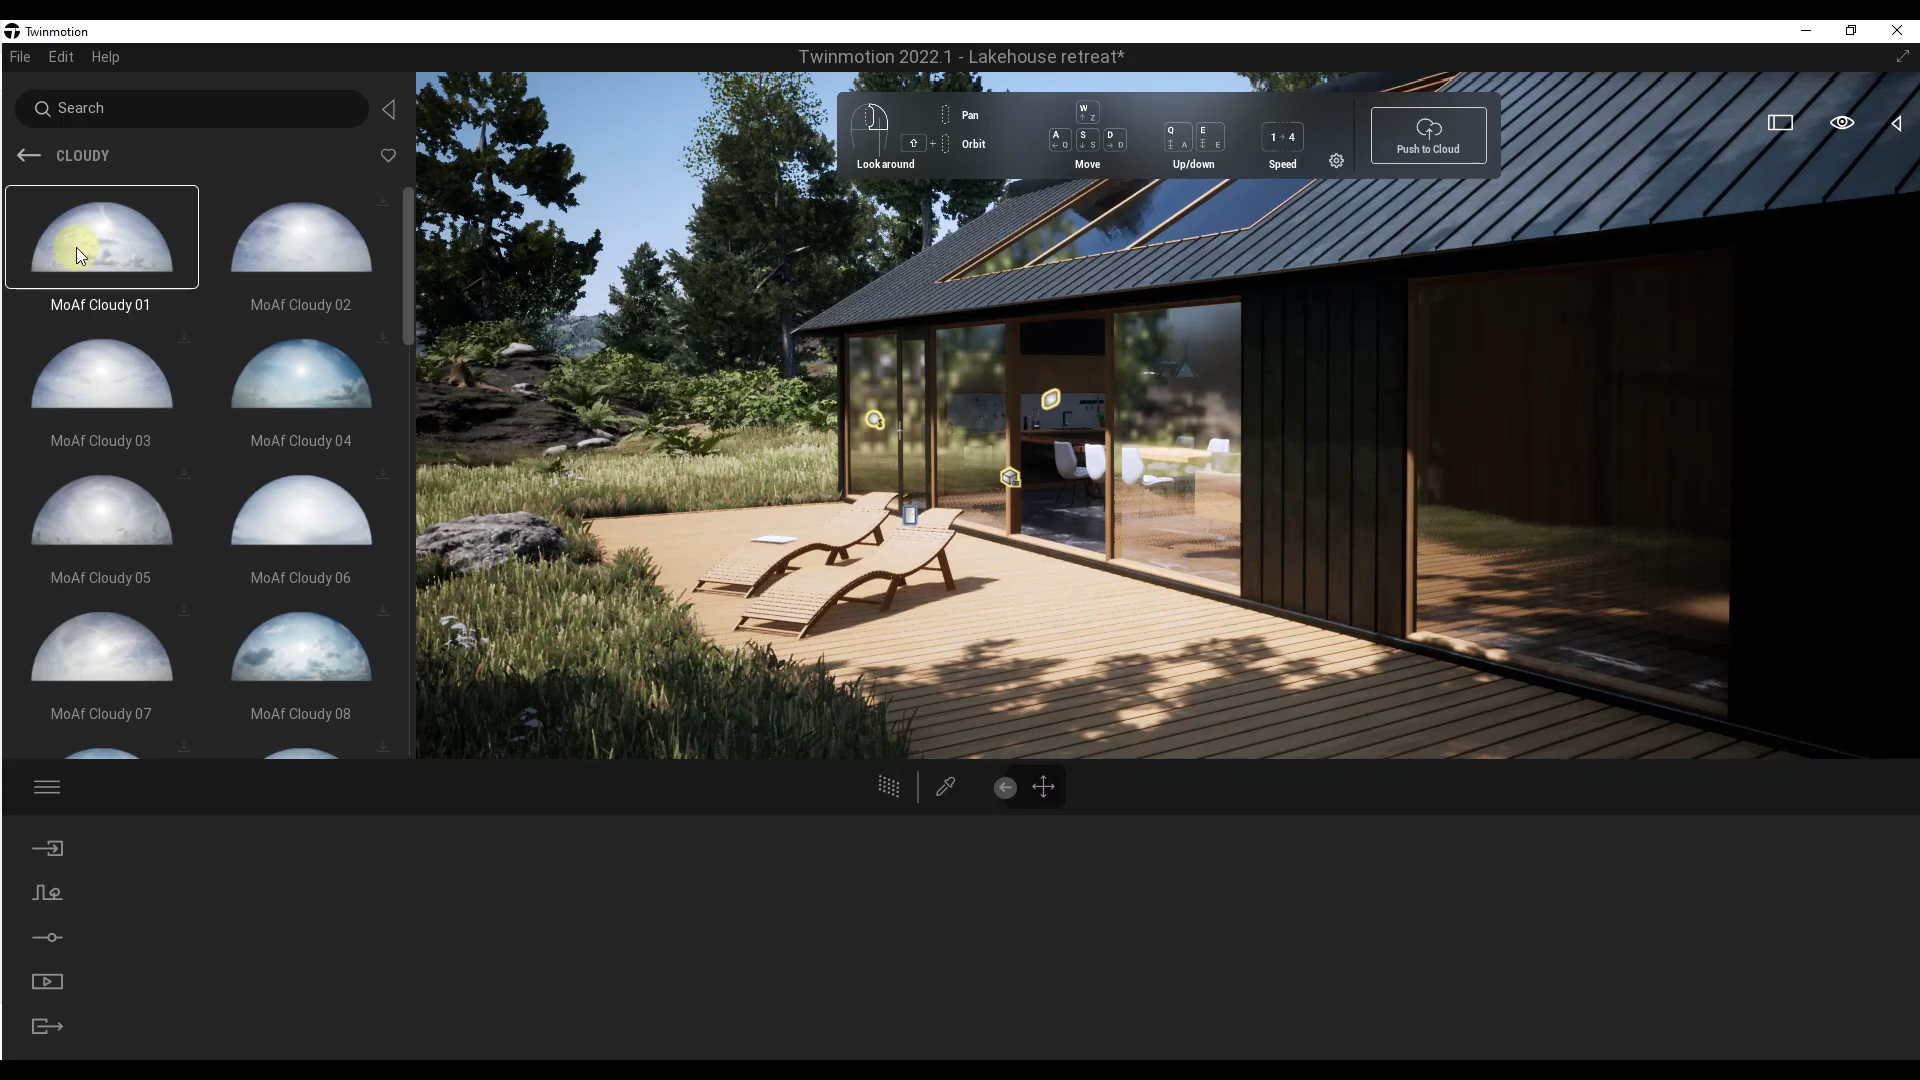 Twinmotion
File Edit Help
Twinmotion 2022.1 - Lakehouse retreat*
Search
CLOUDY
MoAf Cloudy 01
MoAf Cloudy 02
MoAf Cloudy 03
MoAf Cloudy 04
MoAf Cloudy 05
MoAf Cloudy 06
MoAf Cloudy 07
MoAf Cloudy 08
Pan
+ Orbit
Look around
W
↑ Z
A
← Q
S
↓ S
D
→ D
Move
Q
A
E
E
Up/down
1 → 4
Speed
Push to Cloud